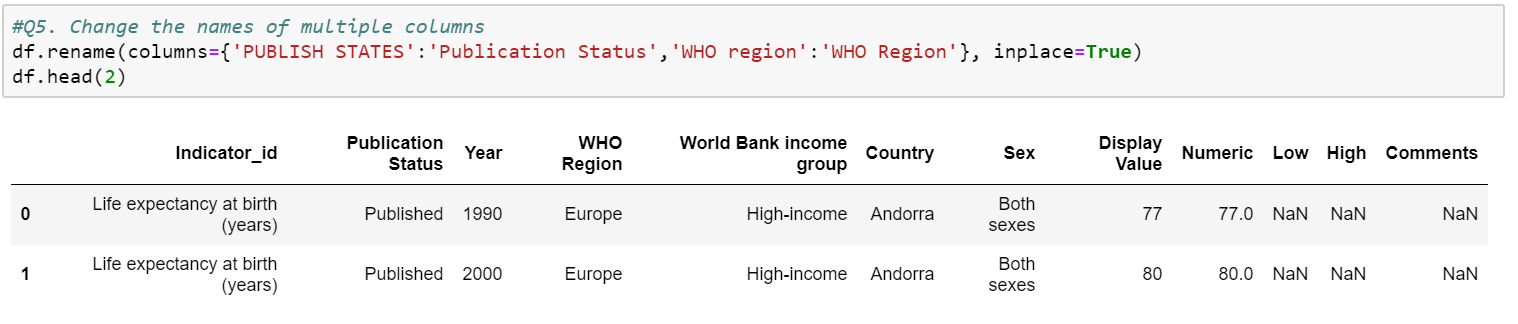 #Q5. Change the names of multiple columns
df.rename(columns={'PUBLISH STATES':'Publication Status','WHO region':'WHO Region'}, inplace=True)
df.head(2)
Indicator_id Publication Status Year WHO Region World Bank income group Country Sex Display Value Numeric Low High Comments
0 Life expectancy at birth (years) Published 1990 Europe High-income Andorra Both sexes 77 77.0 NaN NaN NaN
1 Life expectancy at birth (years) Published 2000 Europe High-income Andorra Both sexes 80 80.0 NaN NaN NaN